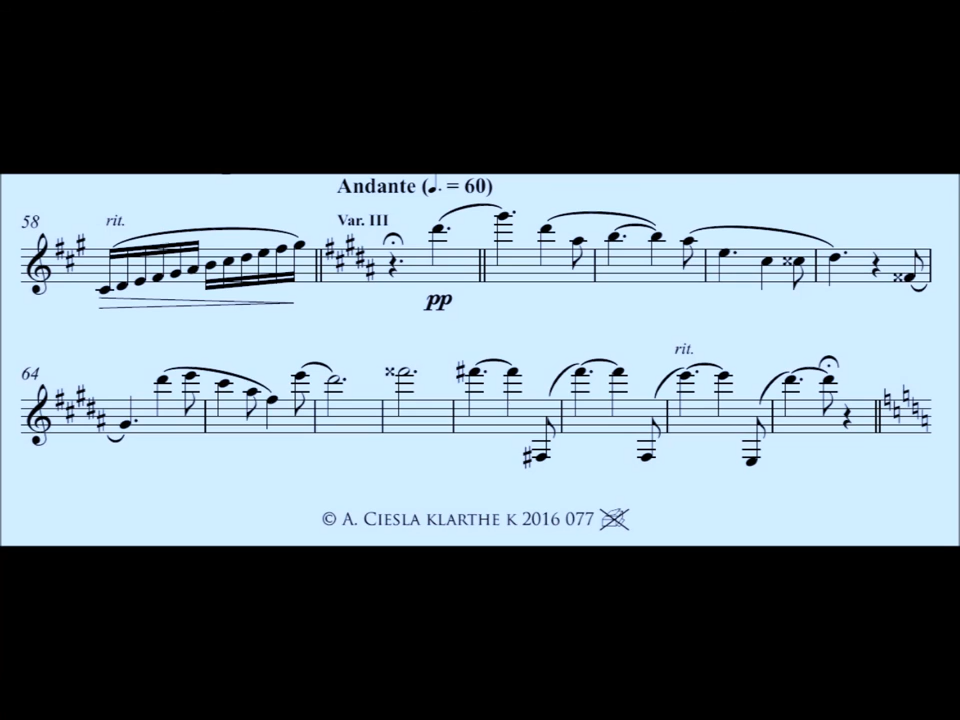 Andante (♩. = 60)
58
rit.
Var. III
pp
64
rit.
© A. CIESLA KLARTHE K 2016 077